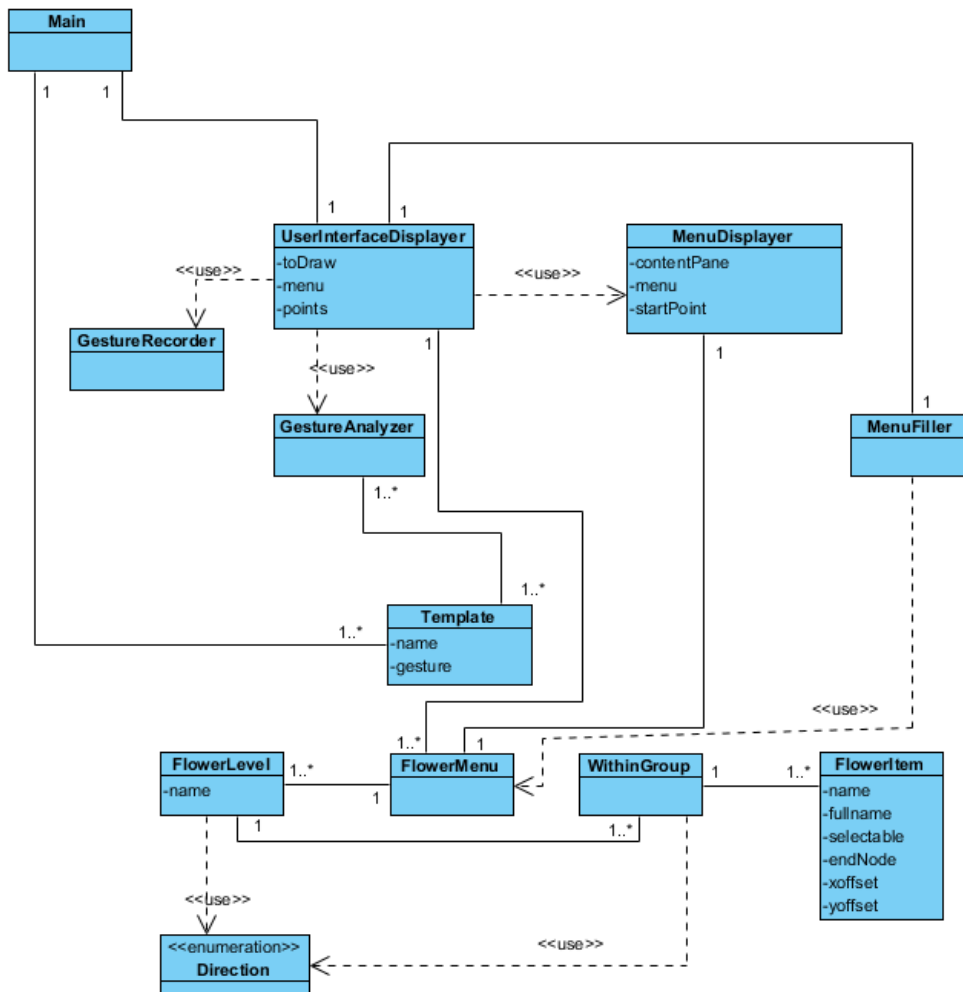 Main
1
1
1
1
UserInterfaceDisplayer
-toDraw
-menu
-points
MenuDisplayer
-contentPane
-menu
-startPoint
<<use>>
<<use>>
GestureRecorder
1
1
<<use>>
1
GestureAnalyzer
MenuFiller
1..*
1..*
Template
-name
-gesture
1..*
<<use>>
1..*
1
FlowerLevel
-name
1..*
1
FlowerMenu
WithinGroup
1
1..*
FlowerItem
-name
-fullname
-selectable
-endNode
-xoffset
-yoffset
1
1..*
<<use>>
<<use>>
<<enumeration>>
Direction